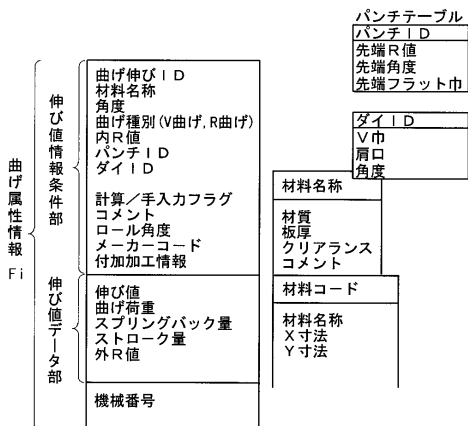 曲げ属性情報
Fi
伸び値情報条件部
伸び値データ部
曲げ伸びID
材料名称
角度
曲げ種別(V曲げ,R曲げ)
内R値
パンチID
ダイID
計算/手入力フラグ
コメント
ロール角度
メーカーコード
付加加工情報
伸び値
曲げ荷重
スプリングバック量
ストローク量
外R値
機械番号
パンチテーブル
パンチID
先端R値
先端角度
先端フラット巾
ダイID
V巾
肩口
角度
材料名称
材質
板厚
クリアランス
コメント
材料コード
材料名称
X寸法
Y寸法